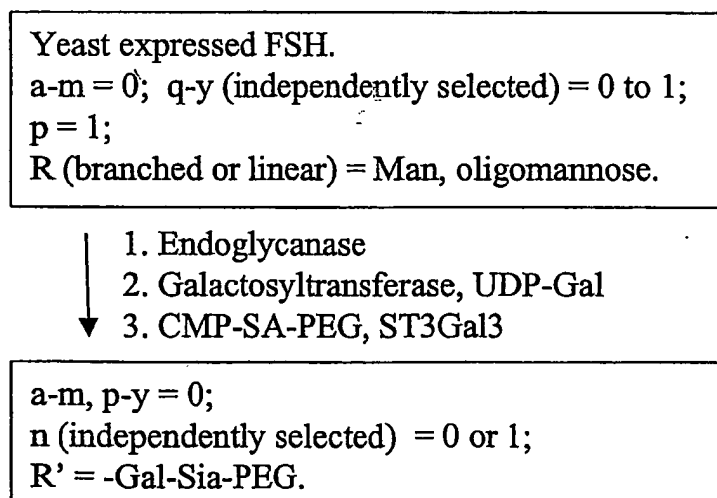 Yeast expressed FSH.
a-m = 0; q-y (independently selected) = 0 to 1;
p = 1;
R (branched or linear) = Man, oligomannose.
1. Endoglycanase
2. Galactosyltransferase, UDP-Gal
3. CMP-SA-PEG, ST3Gal3
a-m, p-y = 0;
n (independently selected) = 0 or 1;
R' = -Gal-Sia-PEG.